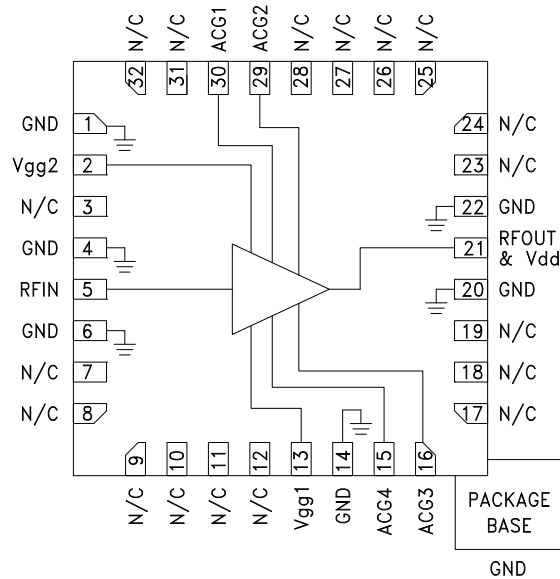 N/C
N/C
ACG1
ACG2
N/C
N/C
N/C
N/C
32
31
30
29
28
27
26
25
GND 1
Vgg2 2
N/C 3
GND 4
RFIN 5
GND 6
N/C 7
N/C 8
24 N/C
23 N/C
22 GND
21 RFOUT
& Vdd
20 GND
19 N/C
18 N/C
17 N/C
9
10
11
12
13
14
15
16
N/C
N/C
N/C
N/C
Vgg1
GND
ACG4
ACG3
PACKAGE
BASE
GND